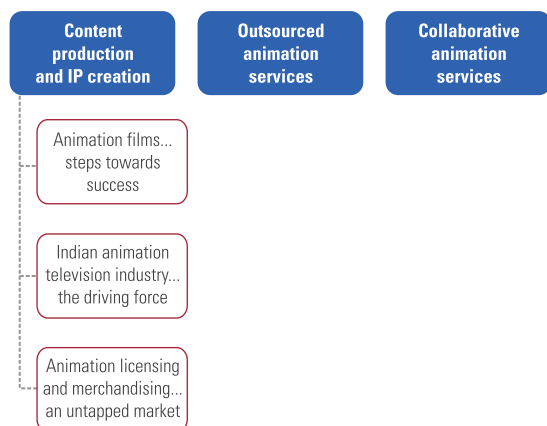 Content
production
and IP creation
Outsourced
animation
services
Collaborative
animation
services
Animation films...
steps towards
success
Indian animation
television industry...
the driving force
Animation licensing
and merchandising...
an untapped market